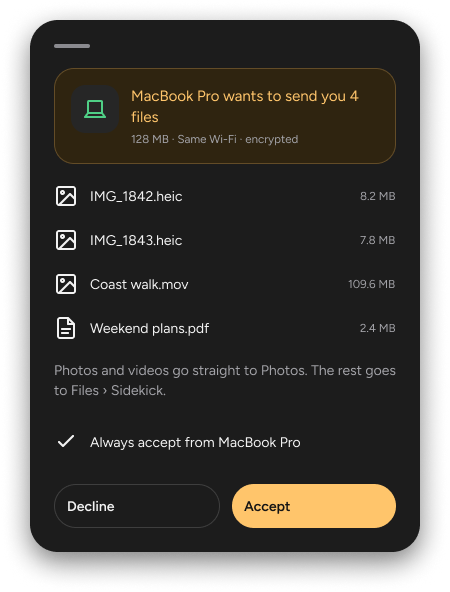 MacBook Pro wants to send you 4
files
128 MB · Same Wi-Fi · encrypted
IMG_1842.heic 8.2 MB
IMG_1843.heic 7.8 MB
Coast walk.mov 109.6 MB
Weekend plans.pdf 2.4 MB
Photos and videos go straight to Photos. The rest goes
to Files › Sidekick.
Always accept from MacBook Pro
Decline Accept